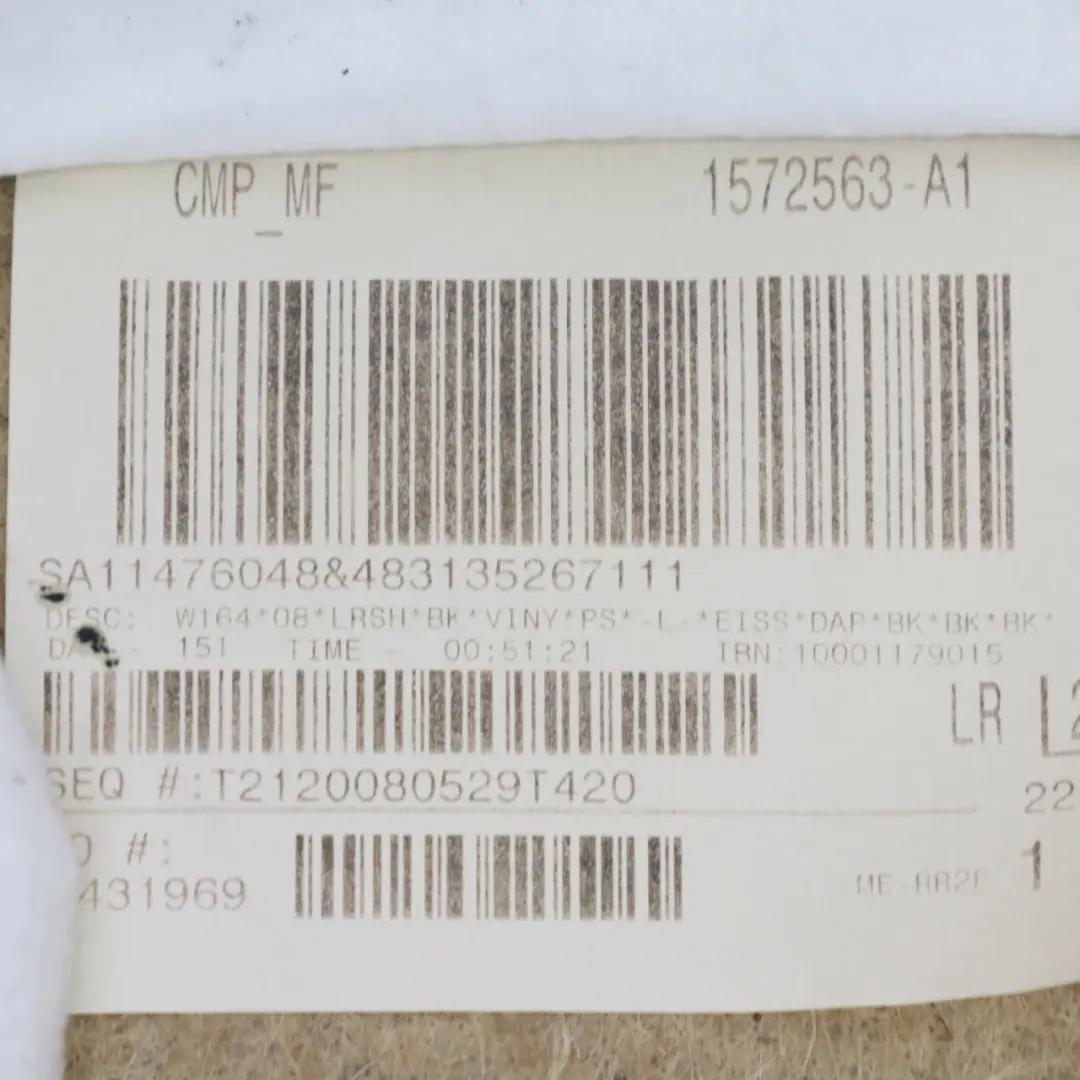 CMP_MF 1572563-A1
SA11476048&483135267111
DESC: W164*08*LRSH*BK*VINY*PS*-L-*EISS*DAP*BK*BK*BK*
151 TIME - 00:51:21 IRN:10001179015
LR
SEQ #:T2120080529T420
22
#:
431969
1